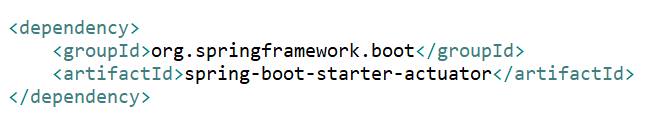 <dependency>
    <groupId>org.springframework.boot</groupId>
    <artifactId>spring-boot-starter-actuator</artifactId>
</dependency>